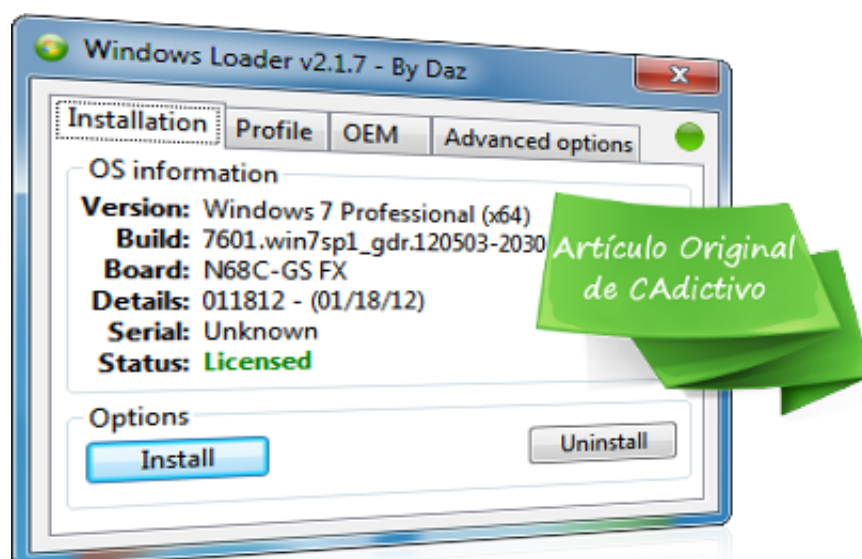 Windows Loader v2.1.7 - By Daz
Installation Profile OEM Advanced options
OS information
Version: Windows 7 Professional (x64)
Build: 7601.win7sp1_gdr.120503-2030
Board: N68C-GS FX
Details: 011812 - (01/18/12)
Serial: Unknown
Status: Licensed
Artículo Original
de CAdictivo
Options
Install Uninstall